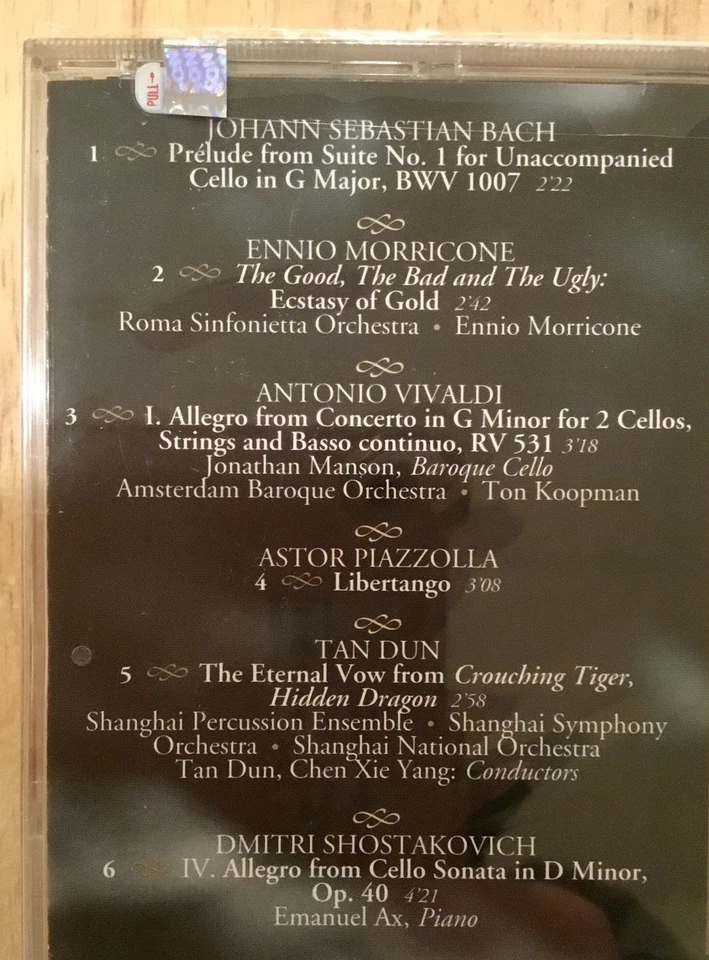 PULL→
JOHANN SEBASTIAN BACH
1 Prélude from Suite No. 1 for Unaccompanied
Cello in G Major, BWV 1007 2'22
ENNIO MORRICONE
2 The Good, The Bad and The Ugly:
Ecstasy of Gold 2'42
Roma Sinfonietta Orchestra • Ennio Morricone
ANTONIO VIVALDI
3 I. Allegro from Concerto in G Minor for 2 Cellos,
Strings and Basso continuo, RV 531 3'18
Jonathan Manson, Baroque Cello
Amsterdam Baroque Orchestra • Ton Koopman
ASTOR PIAZZOLLA
4 Libertango 3'08
TAN DUN
5 The Eternal Vow from Crouching Tiger,
Hidden Dragon 2'58
Shanghai Percussion Ensemble • Shanghai Symphony
Orchestra • Shanghai National Orchestra
Tan Dun, Chen Xie Yang: Conductors
DMITRI SHOSTAKOVICH
6 IV. Allegro from Cello Sonata in D Minor,
Op. 40 4'21
Emanuel Ax, Piano